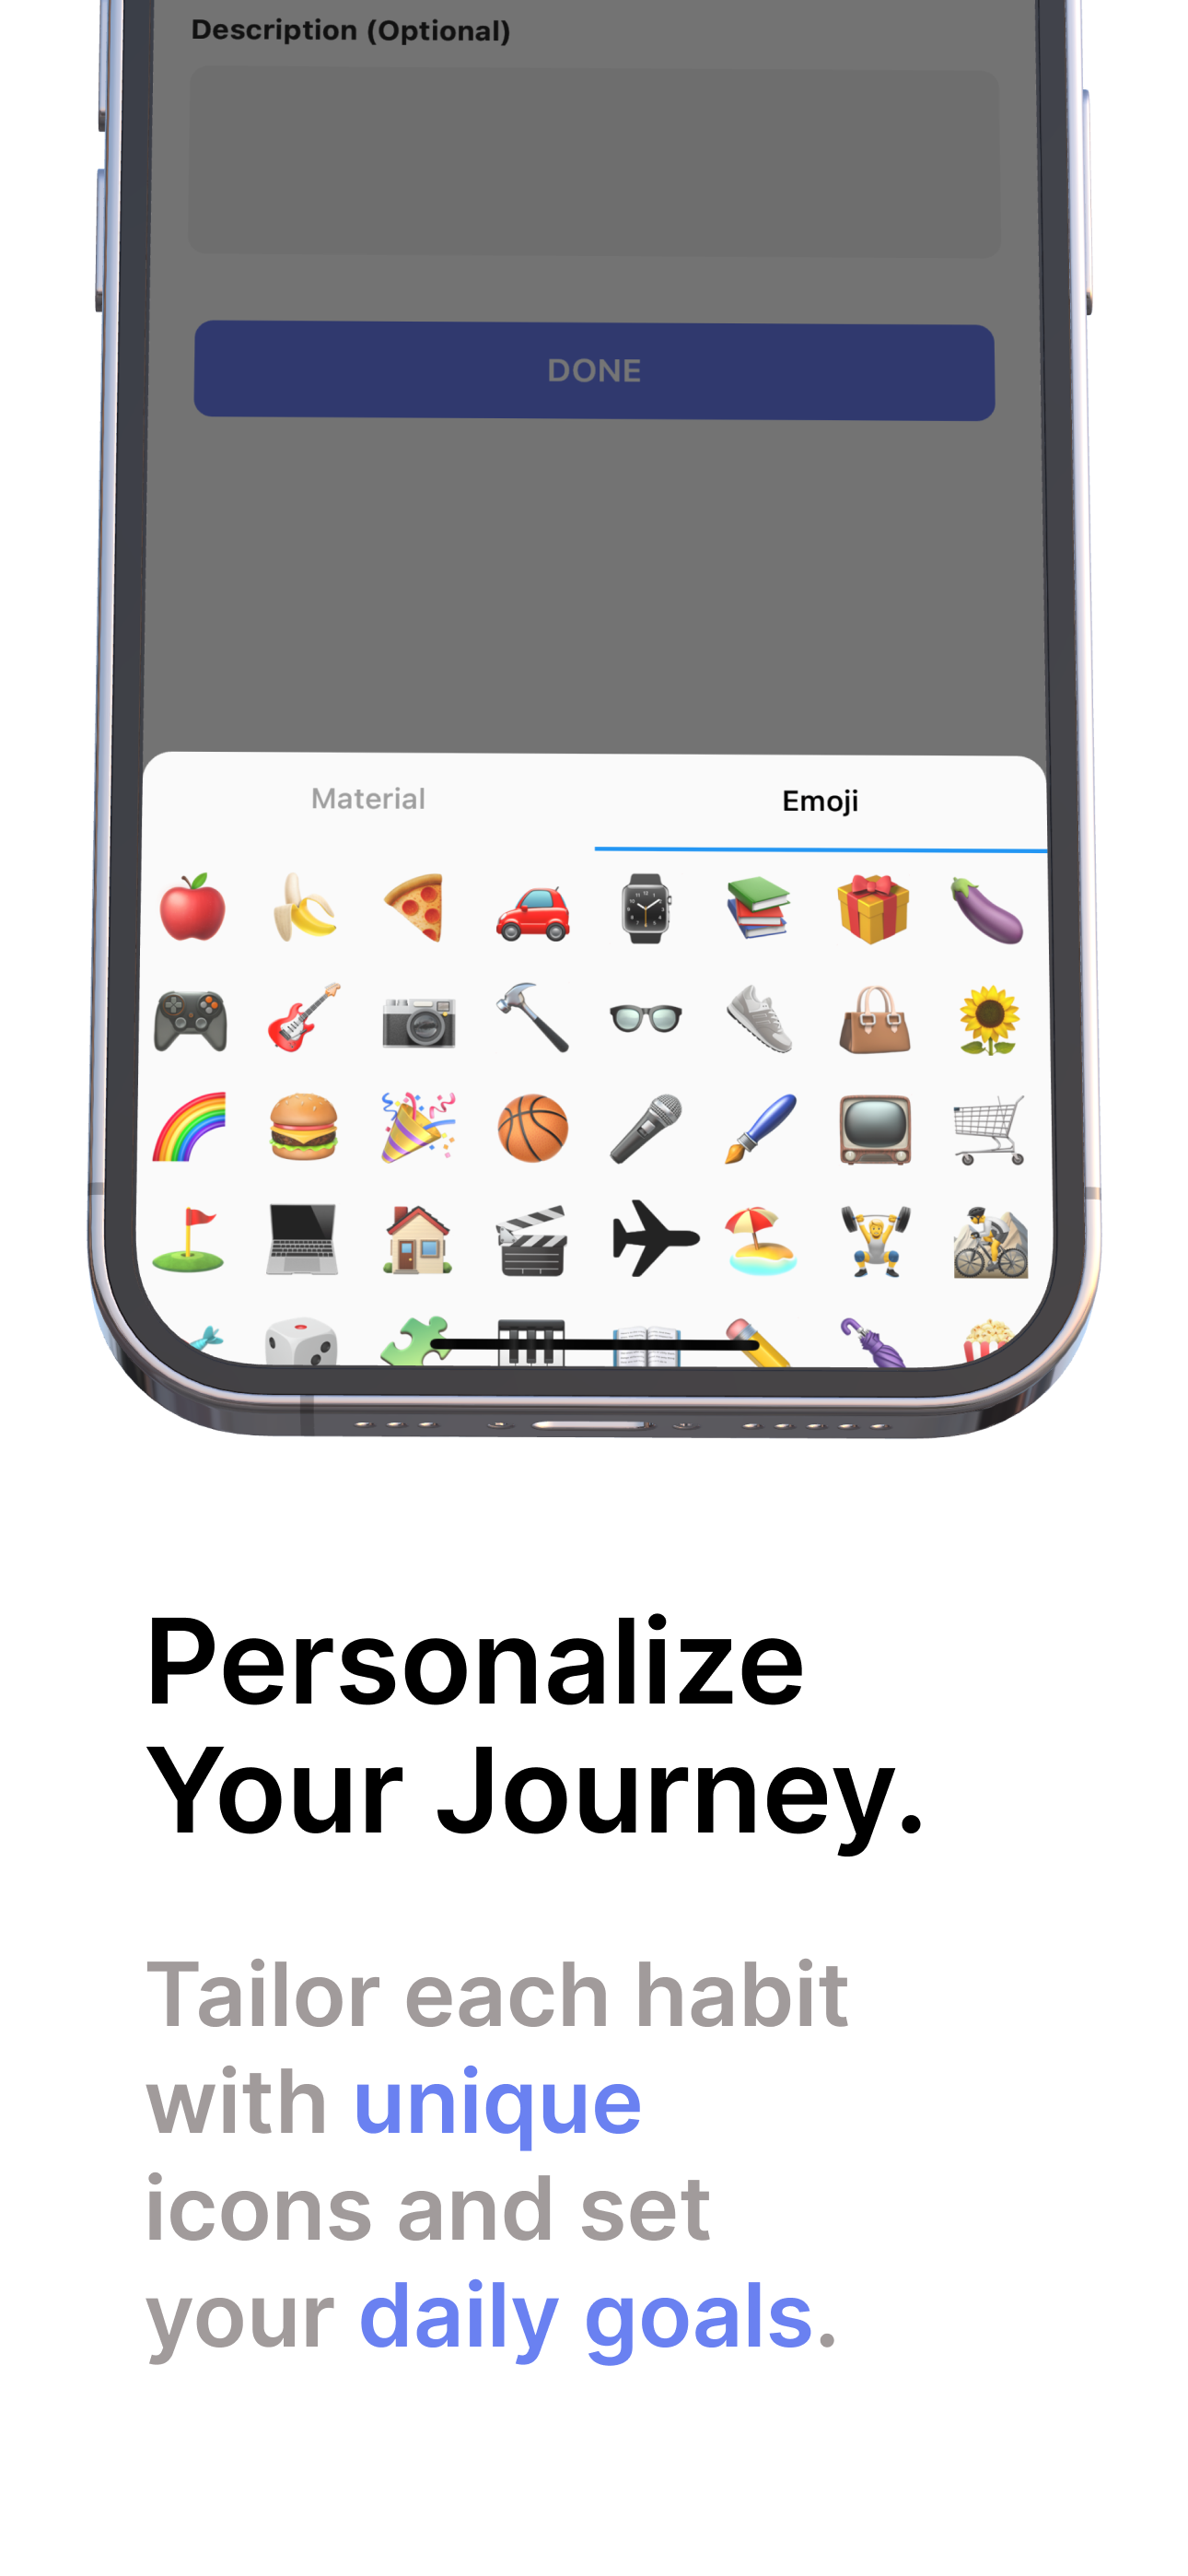 Description (Optional)
DONE
Material
Emoji
Personalize
Your Journey.
Tailor each habit
with unique
icons and set
your daily goals.